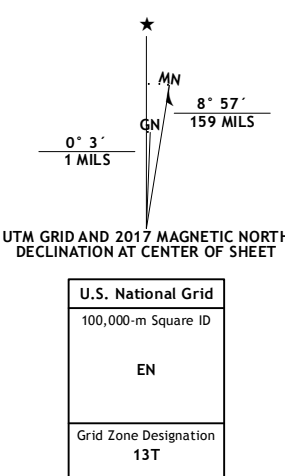 ★
MN
8° 57´
159 MILS
GN
0° 3´
1 MILS
UTM GRID AND 2017 MAGNETIC NORTH
DECLINATION AT CENTER OF SHEET
U.S. National Grid
100,000-m Square ID
EN
Grid Zone Designation
13T